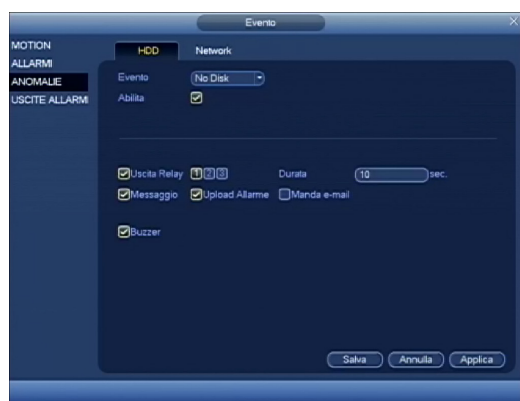 Evento
MOTION
ALLARMI
ANOMALIE
USCITE ALLARMI
HDD Network
Evento No Disk
Abilita
Uscita Relay 1 2 3 Durata 10 sec.
Messaggio Upload Allarme Manda e-mail
Buzzer
Salva Annulla Applica